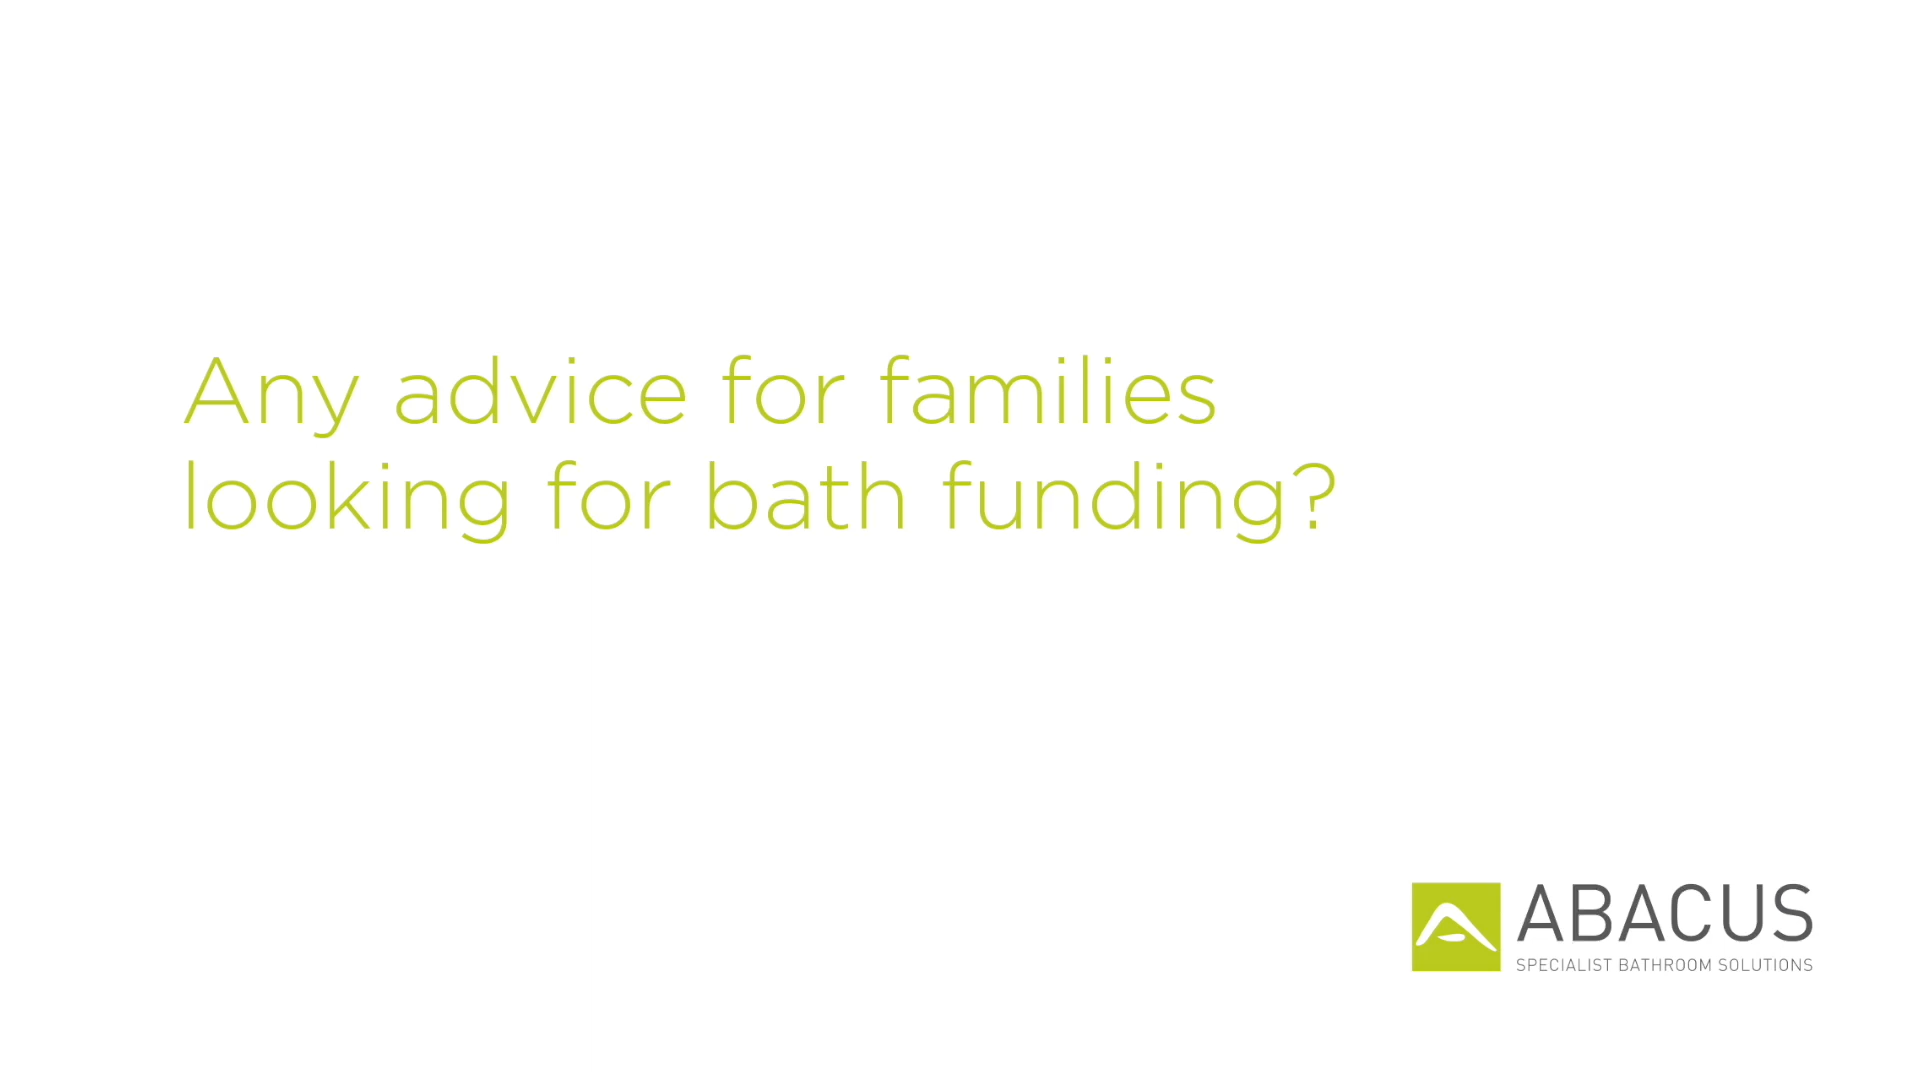 Any advice for families
looking for bath funding?
ABACUS
SPECIALIST BATHROOM SOLUTIONS